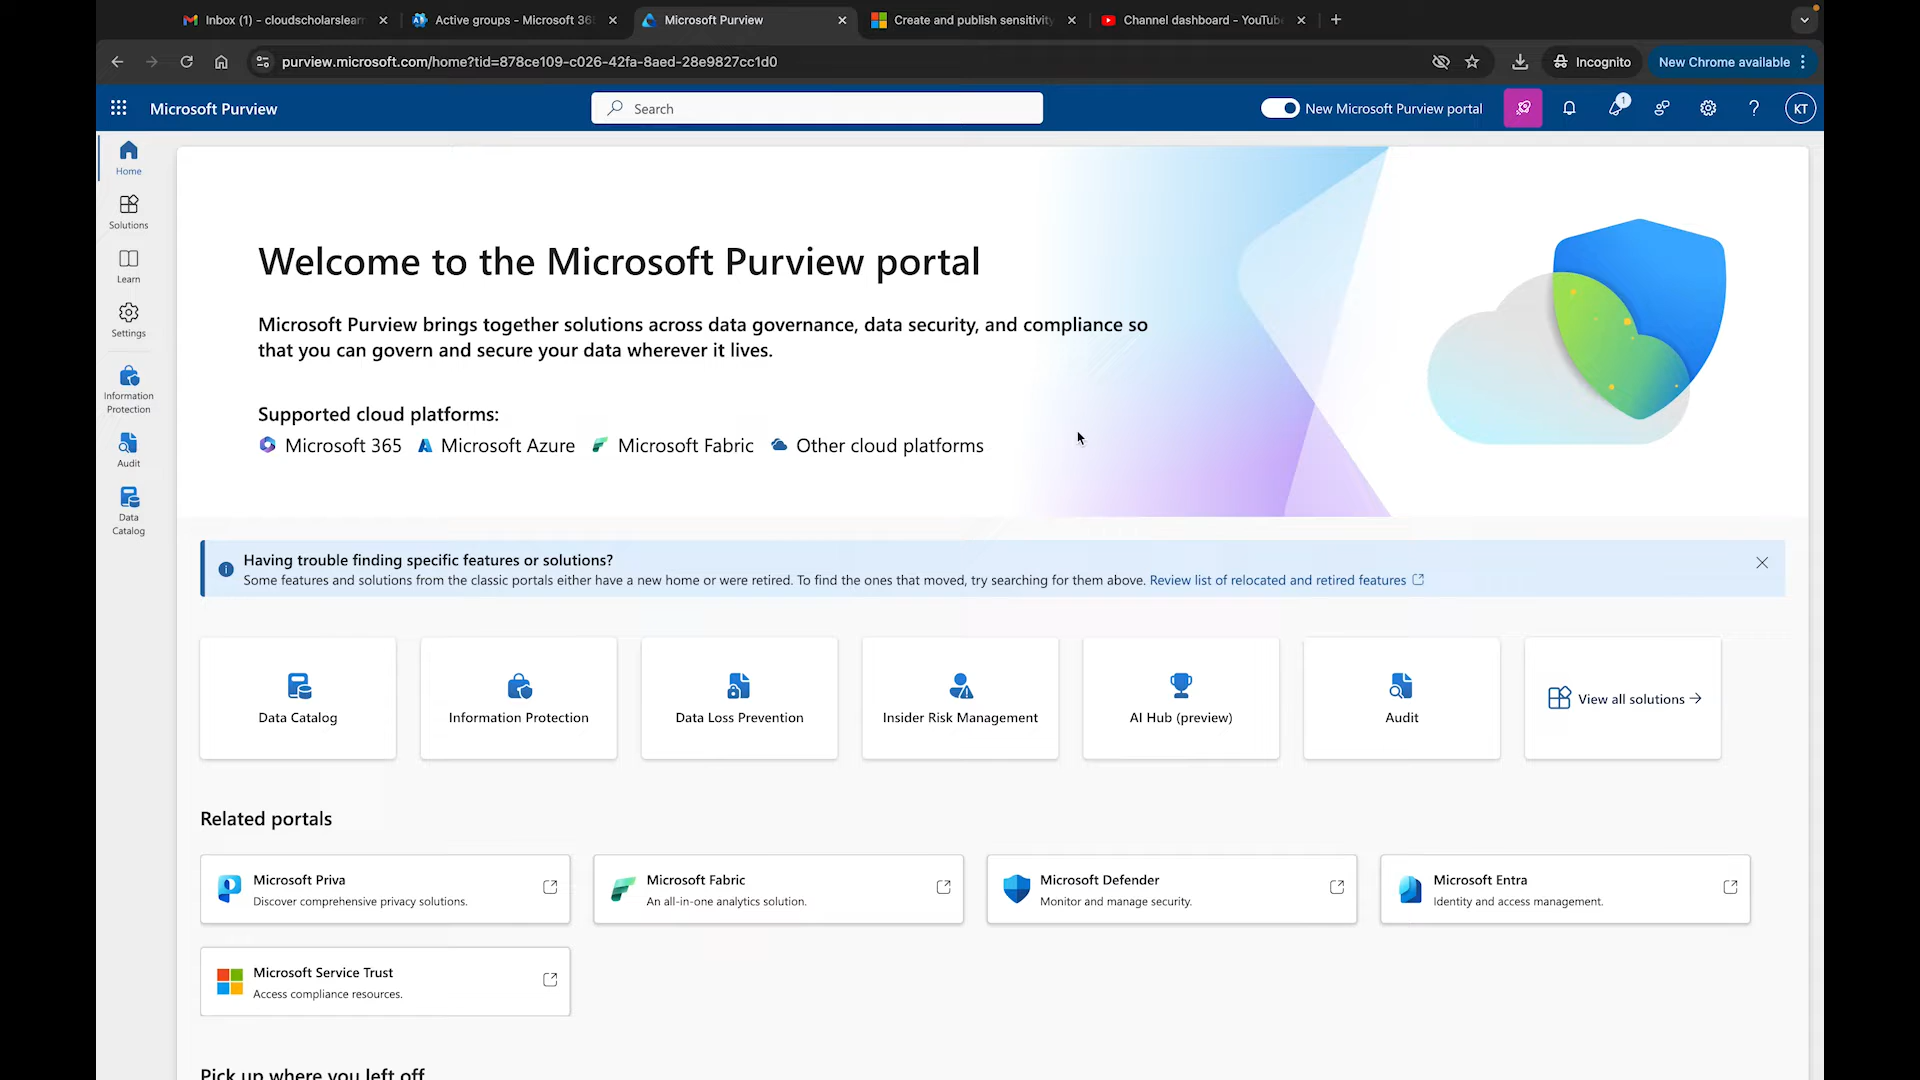 Inbox (1) - cloudscholarslearn
Active groups - Microsoft 365
Microsoft Purview
Create and publish sensitivity
Channel dashboard - YouTube
purview.microsoft.com/home?tid=878ce109-c026-42fa-8aed-28e9827cc1d0
Incognito
New Chrome available
Microsoft Purview
Search
New Microsoft Purview portal
1
KT
Home
Solutions
Learn
Settings
Information
Protection
Audit
Data
Catalog
Welcome to the Microsoft Purview portal
Microsoft Purview brings together solutions across data governance, data security, and compliance so
that you can govern and secure your data wherever it lives.
Supported cloud platforms:
Microsoft 365 Microsoft Azure Microsoft Fabric Other cloud platforms
Having trouble finding specific features or solutions?
Some features and solutions from the classic portals either have a new home or were retired. To find the ones that moved, try searching for them above. Review list of relocated and retired features
Data Catalog
Information Protection
Data Loss Prevention
Insider Risk Management
AI Hub (preview)
Audit
View all solutions
Related portals
Microsoft Priva
Discover comprehensive privacy solutions.
Microsoft Fabric
An all-in-one analytics solution.
Microsoft Defender
Monitor and manage security.
Microsoft Entra
Identity and access management.
Microsoft Service Trust
Access compliance resources.
Pick up where you left off